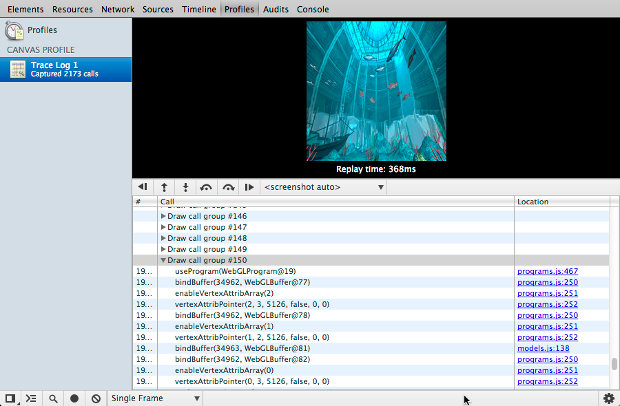 Elements Resources Network Sources Timeline Profiles Audits Console
Profiles
CANVAS PROFILE
Trace Log 1
Captured 2173 calls
Replay time: 368ms
<screenshot auto>
# Call Location
Draw call group #146
Draw call group #147
Draw call group #148
Draw call group #149
Draw call group #150
19... useProgram(WebGLProgram@19) programs.js:467
19... bindBuffer(34962, WebGLBuffer@77) programs.js:250
19... enableVertexAttribArray(2) programs.js:251
19... vertexAttribPointer(2, 3, 5126, false, 0, 0) programs.js:252
19... bindBuffer(34962, WebGLBuffer@78) programs.js:250
19... enableVertexAttribArray(1) programs.js:251
19... vertexAttribPointer(1, 2, 5126, false, 0, 0) programs.js:252
19... bindBuffer(34963, WebGLBuffer@81) models.js:138
19... bindBuffer(34962, WebGLBuffer@82) programs.js:250
19... enableVertexAttribArray(0) programs.js:251
19... vertexAttribPointer(0, 3, 5126, false, 0, 0) programs.js:252
Single Frame